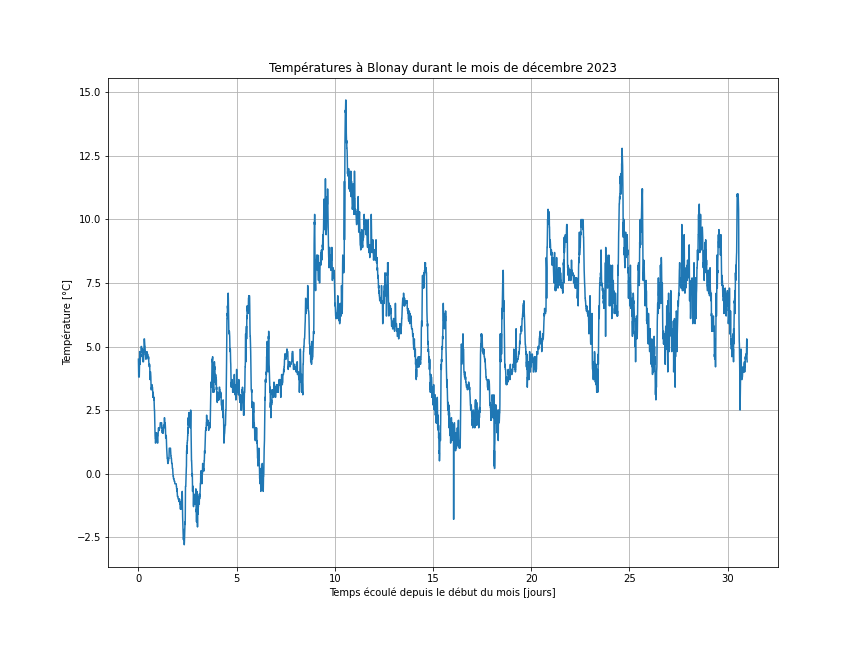 Températures à Blonay durant le mois de décembre 2023
15.0
12.5
10.0
7.5
5.0
2.5
0.0
−2.5
Température [°C]
0 5 10 15 20 25 30
Temps écoulé depuis le début du mois [jours]